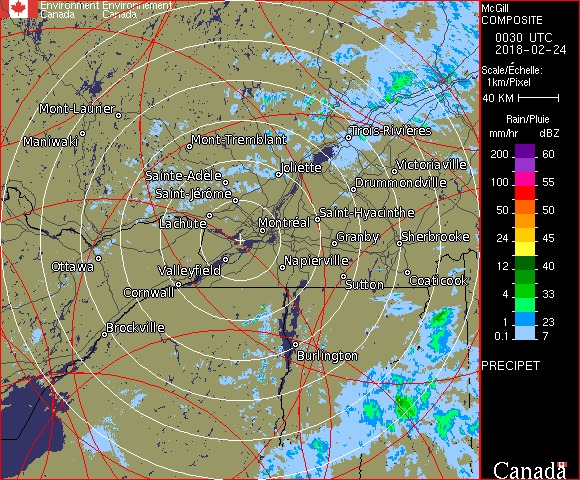 Environment Environnement
Canada Canada
McGill
COMPOSITE
0030 UTC
2018-02-24
Scale/Échelle:
1km/Pixel
40 KM
Rain/Pluie
mm/hr dBZ
200 60
100 55
50 50
24 45
12 40
4 33
1 23
0.1 7
PRECIPET
Canada
Mont-Laurier
Maniwaki
Mont-Tremblant
Trois-Rivières
Joliette
Victoriaville
Sainte-Adèle
Drummondville
Saint-Jérôme
Saint-Hyacinthe
Lachute
Montréal
Granby
Sherbrooke
Ottawa
Valleyfield
Napierville
Cornwall
Sutton
Coaticook
Brockville
Burlington